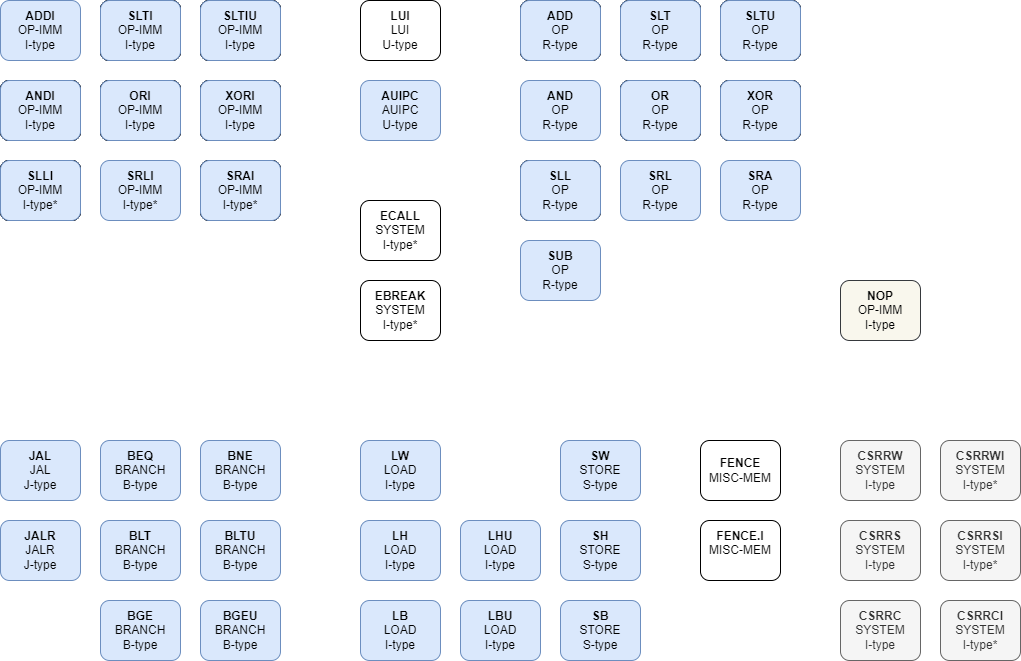 ADDI
OP-IMM
I-type
SLTI
OP-IMM
I-type
SLTIU
OP-IMM
I-type
LUI
LUI
U-type
ADD
OP
R-type
SLT
OP
R-type
SLTU
OP
R-type
ANDI
OP-IMM
I-type
ORI
OP-IMM
I-type
XORI
OP-IMM
I-type
AUIPC
AUIPC
U-type
AND
OP
R-type
OR
OP
R-type
XOR
OP
R-type
SLLI
OP-IMM
I-type*
SRLI
OP-IMM
I-type*
SRAI
OP-IMM
I-type*
SLL
OP
R-type
SRL
OP
R-type
SRA
OP
R-type
ECALL
SYSTEM
I-type*
SUB
OP
R-type
EBREAK
SYSTEM
I-type*
NOP
OP-IMM
I-type
JAL
JAL
J-type
BEQ
BRANCH
B-type
BNE
BRANCH
B-type
LW
LOAD
I-type
SW
STORE
S-type
FENCE
MISC-MEM
CSRRW
SYSTEM
I-type
CSRRWI
SYSTEM
I-type*
JALR
JALR
J-type
BLT
BRANCH
B-type
BLTU
BRANCH
B-type
LH
LOAD
I-type
LHU
LOAD
I-type
SH
STORE
S-type
FENCE.I
MISC-MEM
CSRRS
SYSTEM
I-type
CSRRSI
SYSTEM
I-type*
BGE
BRANCH
B-type
BGEU
BRANCH
B-type
LB
LOAD
I-type
LBU
LOAD
I-type
SB
STORE
S-type
CSRRC
SYSTEM
I-type
CSRRCI
SYSTEM
I-type*